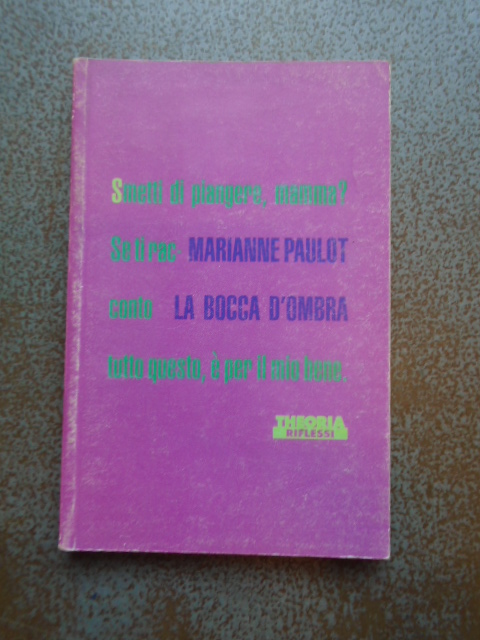 Smetti di piangere, mamma?
Se ti rac MARIANNE PAULOT
conto LA BOCCA D'OMBRA
tutto questo, è per il mio bene.
THEORIA
RIFLESSI